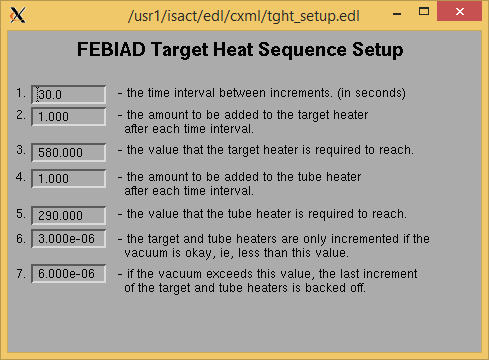 /usr1/isact/edl/cxml/tght_setup.edl
FEBIAD Target Heat Sequence Setup
1. 30.0 - the time interval between increments. (in seconds)
2. 1.000 - the amount to be added to the target heater
after each time interval.
3. 580.000 - the value that the target heater is required to reach.
4. 1.000 - the amount to be added to the tube heater
after each time interval.
5. 290.000 - the value that the tube heater is required to reach.
6. 3.000e-06 - the target and tube heaters are only incremented if the
vacuum is okay, ie, less than this value.
7. 6.000e-06 - if the vacuum exceeds this value, the last increment
of the target and tube heaters is backed off.